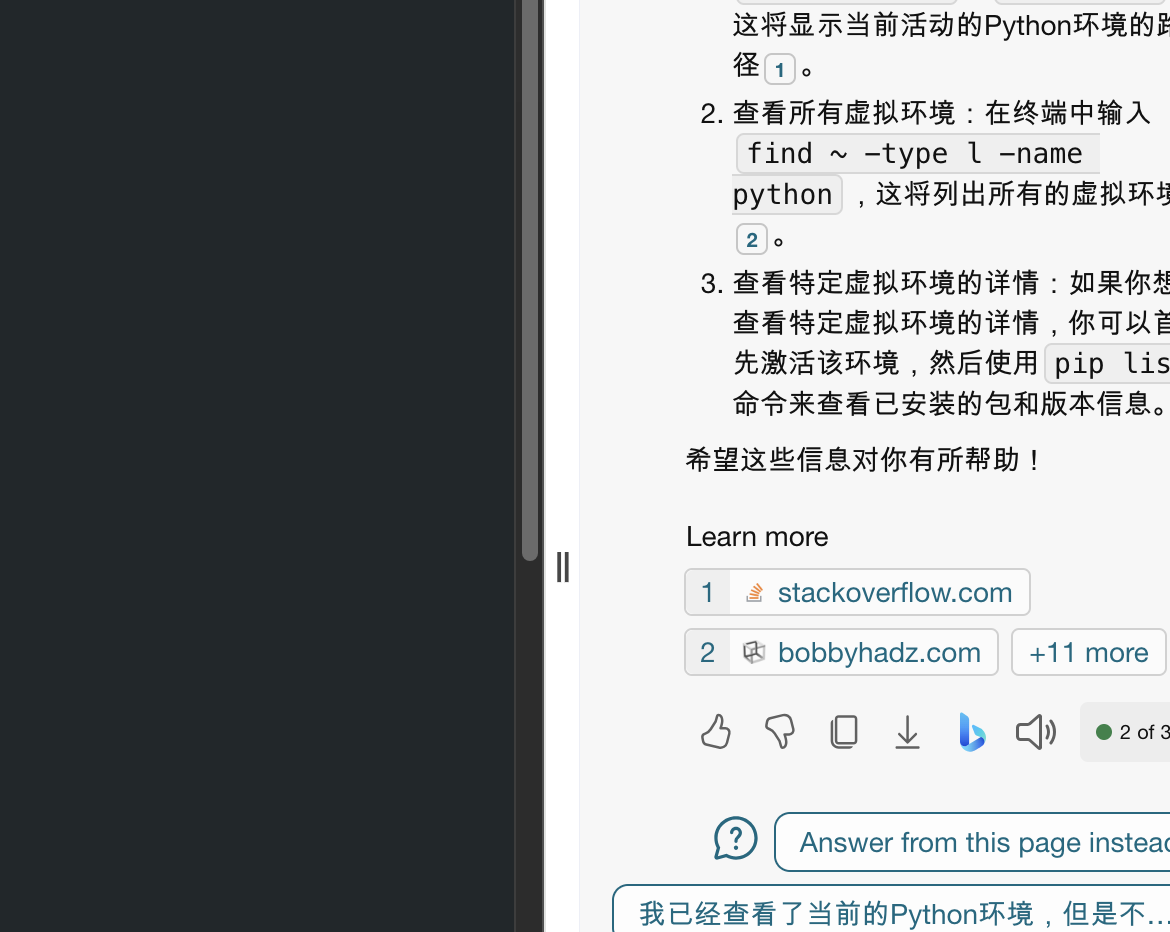 这将显示当前活动的Python环境的路
径 1 。
2. 查看所有虚拟环境：在终端中输入
find ~ -type l -name
python ，这将列出所有的虚拟环境
2 。
3. 查看特定虚拟环境的详情：如果你想
查看特定虚拟环境的详情，你可以首
先激活该环境，然后使用 pip lis
命令来查看已安装的包和版本信息。
希望这些信息对你有所帮助！
Learn more
1 stackoverflow.com
2 bobbyhadz.com +11 more
2 of 3
Answer from this page instead
我已经查看了当前的Python环境，但是不...